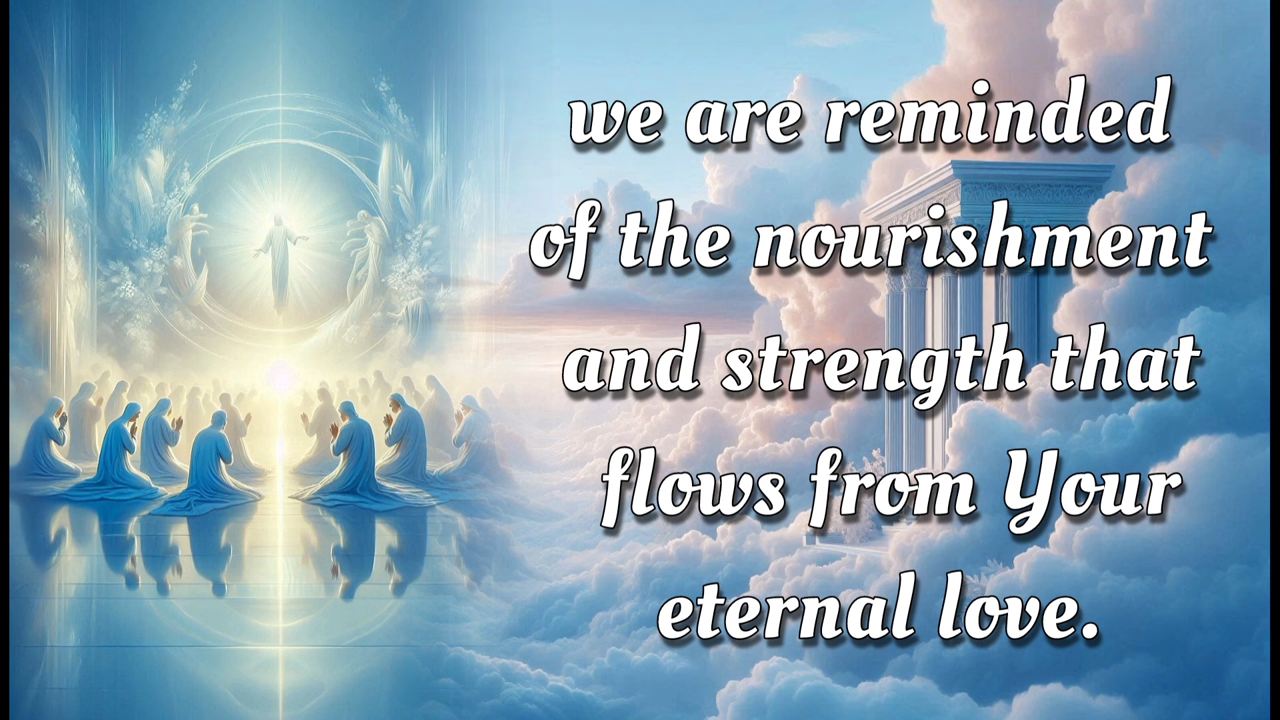 we are reminded
of the nourishment
and strength that
flows from Your
eternal love.